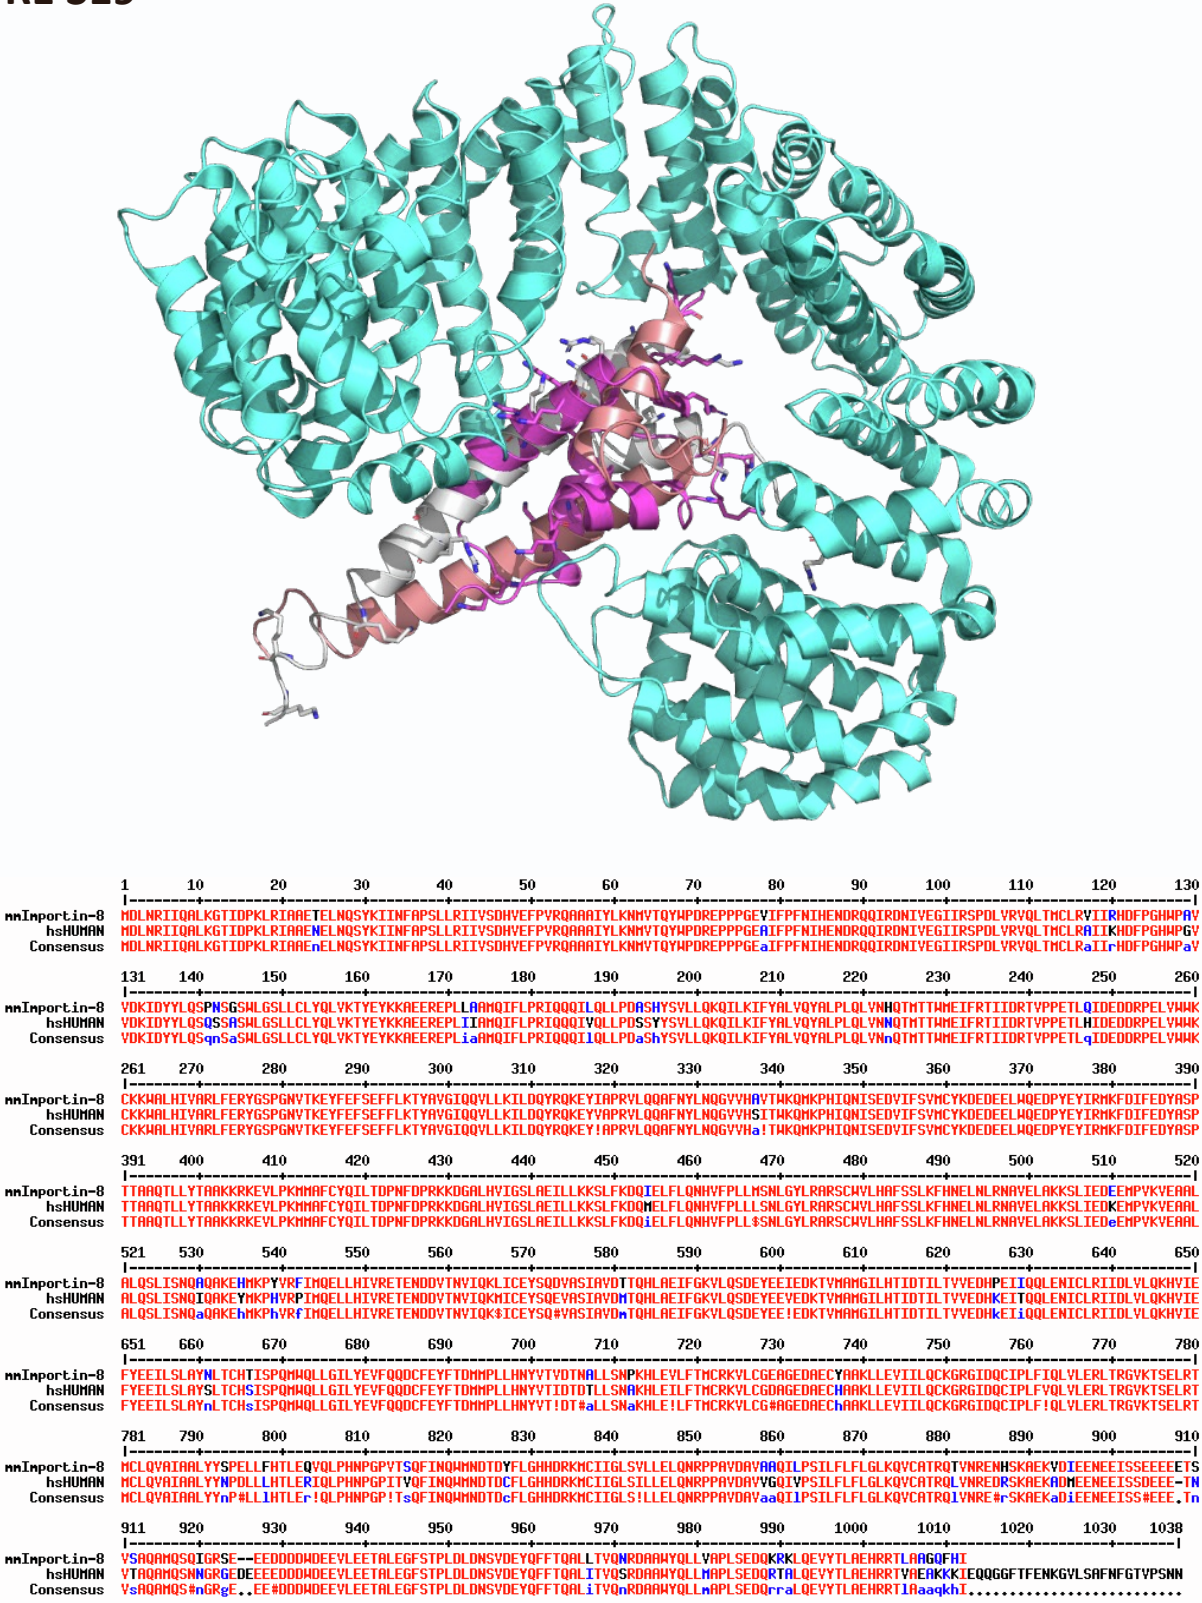 1 10 20 30 40 50 60 70 80 90 100 110 120 130
mmImportin-8 MDLNRIIQALKGTIDPKLRIAAETELNQSYKIINFAPSLLRIIVSDHVEFPVRQAAAIYLKNMVTQYWPDREPPPGEVIFPFNIHENDRQQIRDNIVEGIIRSPDLVRVQLTMCLRVIIRHDFPGHWPAV
hsHUMAN MDLNRIIQALKGTIDPKLRIAAENELNQSYKIINFAPSLLRIIVSDHVEFPVRQAAAIYLKNMVTQYWPDREPPPGEAIFPFNIHENDRQQIRDNIVEGIIRSPDLVRVQLTMCLRAIIKHDFPGHWPGV
Consensus MDLNRIIQALKGTIDPKLRIAAEnELNQSYKIINFAPSLLRIIVSDHVEFPVRQAAAIYLKNMVTQYWPDREPPPGEaIFPFNIHENDRQQIRDNIVEGIIRSPDLVRVQLTMCLRaIIrHDFPGHWPaV
131 140 150 160 170 180 190 200 210 220 230 240 250 260
mmImportin-8 VDKIDYYLQSPNSGSWLGSLLCLYQLVKTYEYKKAEEREPLLAAMQIFLPRIQQQILQLLPDASHYSVLLQKQILKIFYALVQYALPLQLVNHQTMTTWMEIFRTIIDRTVPPETLQIDEDDRPELVWWK
hsHUMAN VDKIDYYLQSQSSASWLGSLLCLYQLVKTYEYKKAEEREPLIIAMQIFLPRIQQQIVQLLPDSSYYSVLLQKQILKIFYALVQYALPLQLVNNQTMTTWMEIFRTIIDRTVPPETLHIDEDDRPELVWWK
Consensus VDKIDYYLQSqnSaSWLGSLLCLYQLVKTYEYKKAEEREPLiaAMQIFLPRIQQQIlQLLPDaShYSVLLQKQILKIFYALVQYALPLQLVNnQTMTTWMEIFRTIIDRTVPPETLqIDEDDRPELVWWK
261 270 280 290 300 310 320 330 340 350 360 370 380 390
mmImportin-8 CKKWALHIVARLFERYGSPGNVTKEYFEFSEFFLKTYAVGIQQVLLKILDQYRQKEYIAPRVLQQAFNYLNQGVVHAVTWKQMKPHIQNISEDVIFSVMCYKDEDEELWQEDPYEYIRMKFDIFEDYASP
hsHUMAN CKKWALHIVARLFERYGSPGNVTKEYFEFSEFFLKTYAVGIQQVLLKILDQYRQKEYVAPRVLQQAFNYLNQGVVHSITWKQMKPHIQNISEDVIFSVMCYKDEDEELWQEDPYEYIRMKFDIFEDYASP
Consensus CKKWALHIVARLFERYGSPGNVTKEYFEFSEFFLKTYAVGIQQVLLKILDQYRQKEY!APRVLQQAFNYLNQGVVHa!TWKQMKPHIQNISEDVIFSVMCYKDEDEELWQEDPYEYIRMKFDIFEDYASP
391 400 410 420 430 440 450 460 470 480 490 500 510 520
mmImportin-8 TTAAQTLLYTAAKKRKEVLPKMMAFCYQILTDPNFDPRKKDGALHVIGSLAEILLKKSLFKDQIELFLQNHVFPLLMSNLGYLRARSCWVLHAFSSLKFHNELNLRNAVELAKKSLIEDEEMPVKVEAAL
hsHUMAN TTAAQTLLYTAAKKRKEVLPKMMAFCYQILTDPNFDPRKKDGALHVIGSLAEILLKKSLFKDQMELFLQNHVFPLLLSNLGYLRARSCWVLHAFSSLKFHNELNLRNAVELAKKSLIEDKEMPVKVEAAL
Consensus TTAAQTLLYTAAKKRKEVLPKMMAFCYQILTDPNFDPRKKDGALHVIGSLAEILLKKSLFKDQiELFLQNHVFPLL$SNLGYLRARSCWVLHAFSSLKFHNELNLRNAVELAKKSLIEDeEMPVKVEAAL
521 530 540 550 560 570 580 590 600 610 620 630 640 650
mmImportin-8 ALQSLISNQAQAKEHMKPYVRFIMQELLHIVRETENDDVTNVIQKLICEYSQDVASIAVDTTQHLAEIFGKVLQSDEYEEIEDKTVMAMGILHTIDTILTVVEDHPEIIQQLENICLRIIDLVLQKHVIE
hsHUMAN ALQSLISNQIQAKEYMKPHVRPIMQELLHIVRETENDDVTNVIQKMICEYSQEVASIAVDMTQHLAEIFGKVLQSDEYEEVEDKTVMAMGILHTIDTILTVVEDHKEITQQLENICLRIIDLVLQKHVIE
Consensus ALQSLISNQaQAKEhMKPhVRfIMQELLHIVRETENDDVTNVIQK$ICEYSQ#VASIAVDmTQHLAEIFGKVLQSDEYEE!EDKTVMAMGILHTIDTILTVVEDHkEIiQQLENICLRIIDLVLQKHVIE
651 660 670 680 690 700 710 720 730 740 750 760 770 780
mmImportin-8 FYEEILSLAYNLTCHTISPQMWQLLGILYEVFQQDCFEYFTDMMPLLHNYVTVDTNALLSNPKHLEVLFTMCRKVLCGEAGEDAECYAAKLLEVIILQCKGRGIDQCIPLFIQLVLERLTRGVKTSELRT
hsHUMAN FYEEILSLAYSLTCHSISPQMWQLLGILYEVFQQDCFEYFTDMMPLLHNYVTIDTDTLLSNAKHLEILFTMCRKVLCGDAGEDAECHAAKLLEVIILQCKGRGIDQCIPLFVQLVLERLTRGVKTSELRT
Consensus FYEEILSLAYnLTCHsISPQMWQLLGILYEVFQQDCFEYFTDMMPLLHNYVT!DT#aLLSNaKHLE!LFTMCRKVLCG#AGEDAEChAAKLLEVIILQCKGRGIDQCIPLF!QLVLERLTRGVKTSELRT
781 790 800 810 820 830 840 850 860 870 880 890 900 910
mmImportin-8 MCLQVAIAALYYSPELLFHTLEQVQLPHNPGPVTSQFINQWMNDTDYFLGHHDRKMCIIGLSVLLELQNRPPAVDAVAAQILPSILFLFLGLKQVCATRQTVNRENHSKAEKVDIEENEEISSEEEETS
hsHUMAN MCLQVAIAALYYNPDLLLHTLERIQLPHNPGPITVQFINQWMNDTDCFLGHHDRKMCIIGLSILLELQNRPPAVDAVVGQIVPSILFLFLGLKQVCATRQLVNREDRSKAEKADMEENEEISSDEEE-TN
Consensus MCLQVAIAALYYnP#LLlHTLEr!QLPHNPGP!TsQFINQWMNDTDcFLGHHDRKMCIIGLS!LLELQNRPPAVDAVaaQIlPSILFLFLGLKQVCATRQlVNRE#rSKAEKaDiEENEEISS#EEE.Tn
911 920 930 940 950 960 970 980 990 1000 1010 1020 1030 1038
mmImportin-8 VSAQAMQSQIGRSE--EEDDDDWDEEVLEETALEGFSTPLDLDNSVDEYQFFTQALLTVQNRDAAWYQLLVAPLSEDQKRKLQEVYTLAEHRRTLAAGQFHI
hsHUMAN VTAQAMQSNNGRGEDEEEEDDDWDEEVLEETALEGFSTPLDLDNSVDEYQFFTQALITVQSRDAAWYQLLMAPLSEDQRTALQEVYTLAEHRRTVAEAKKKIEQQGGFTFENKGVLSAFNFGTVPSNN
Consensus VsAQAMQS#nGRgE..EE#DDDWDEEVLEETALEGFSTPLDLDNSVDEYQFFTQALiTVQnRDAAWYQLLmAPLSEDQrraLQEVYTLAEHRRTlAaaqkhI..........................